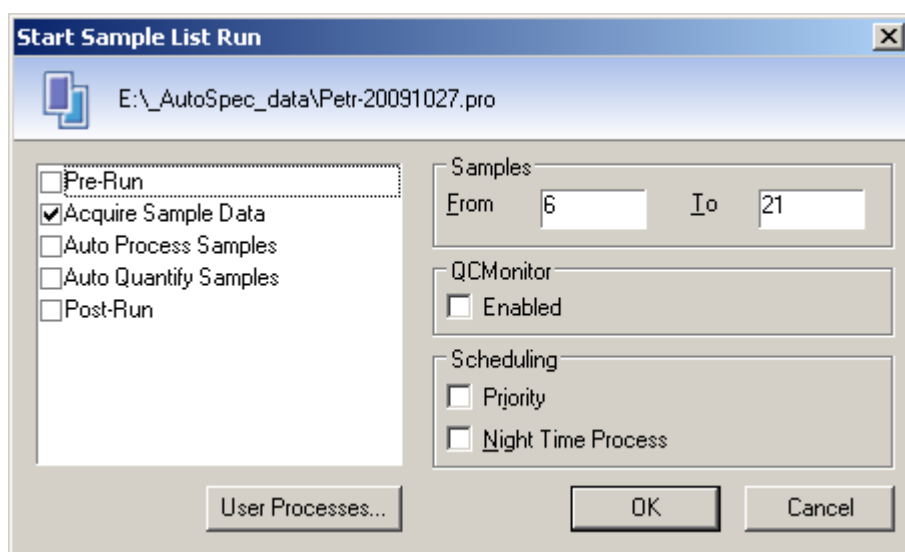 Start Sample List Run
E:\_AutoSpec_data\Petr-20091027.pro
Pre-Run
Acquire Sample Data
Auto Process Samples
Auto Quantify Samples
Post-Run
User Processes...
Samples
From 6 To 21
QCMonitor
Enabled
Scheduling
Priority
Night Time Process
OK Cancel